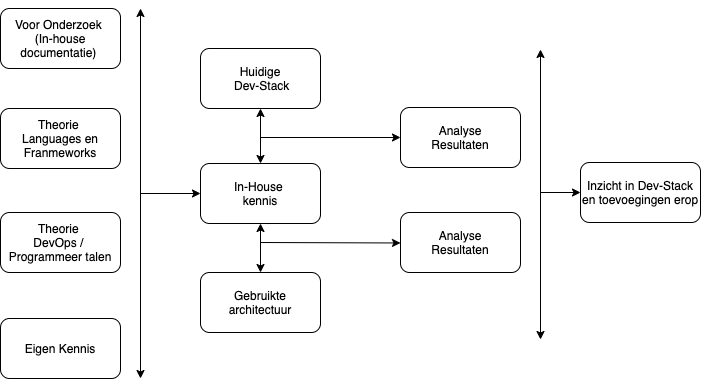 Voor Onderzoek
(In-house
documentatie)
Theorie
Languages en
Franmeworks
Theorie
DevOps /
Programmeer talen
Eigen Kennis
Huidige
Dev-Stack
In-House
kennis
Gebruikte
architectuur
Analyse
Resultaten
Analyse
Resultaten
Inzicht in Dev-Stack
en toevoegingen erop